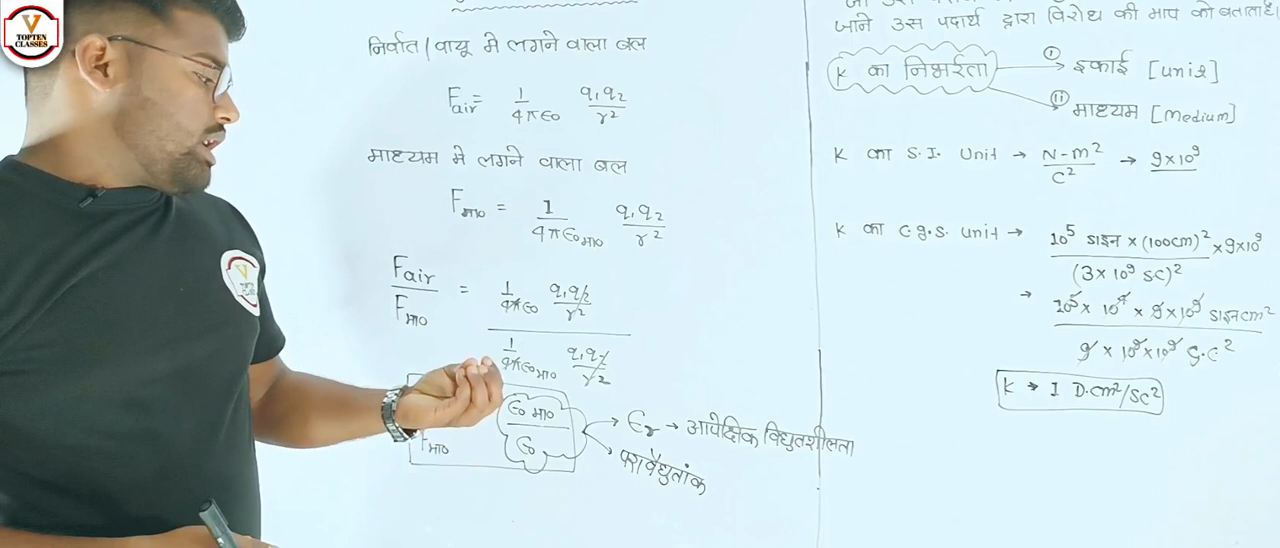 V
TOPTEN
CLASSES
निर्वात / वायू मे लगने वाला बल
Fair = 1/4πϵ0 q1q2/r²
माध्यम मे लगने वाला बल
Fमा० = 1/4πϵ0मा० q1q2/r²
Fair/Fमा० = 1/4πϵ0 q1q2/r² / 1/4πϵ0मा० q1q2/r²
Fमा० ϵ0 मा०/ϵ0
ϵr → आपेक्षिक विधुतशीलता
परावैधुतांक
जाने उस पदार्थ द्वारा विरोध की माप को बताता है।
K का निर्भरता
(i) इकाई [unit]
(ii) माध्यम [Medium]
K का S.I. Unit → N-m²/C² → 9×10⁹
K का C.g.s. unit → 10⁵ डाइन × (100cm)² × 9×10⁹ / (3×10⁹ SC)²
→ 10⁵ × 10⁴ × 9×10⁹ डाइन cm² / 9 × 10⁹×10⁹ S.C²
K → 1 D.cm²/SC²